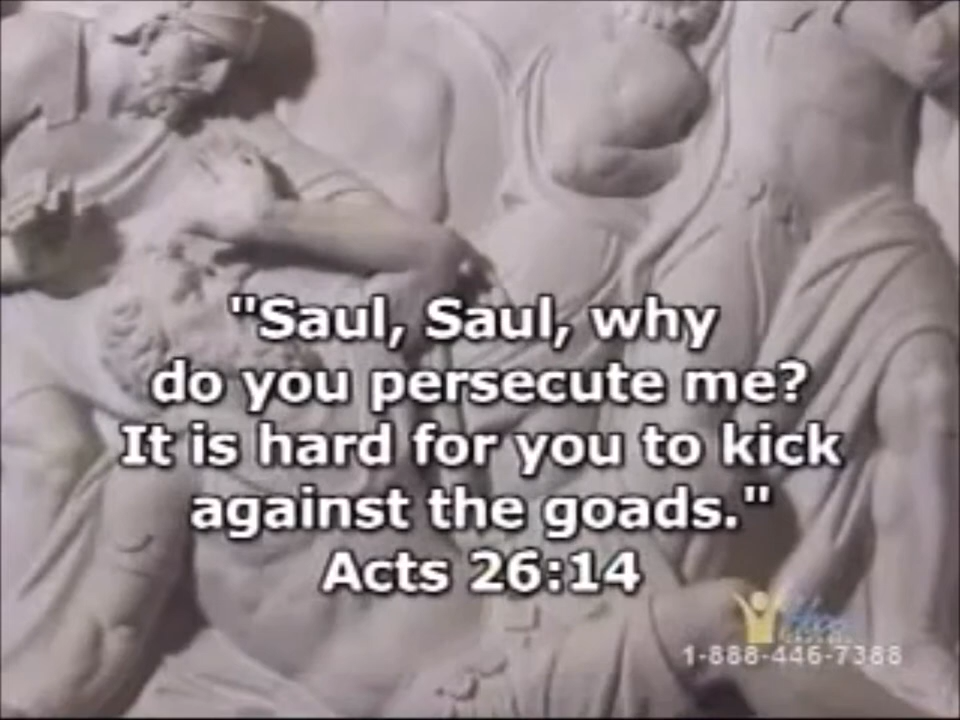 "Saul, Saul, why
do you persecute me?
It is hard for you to kick
against the goads."
Acts 26:14
1-888-446-7388